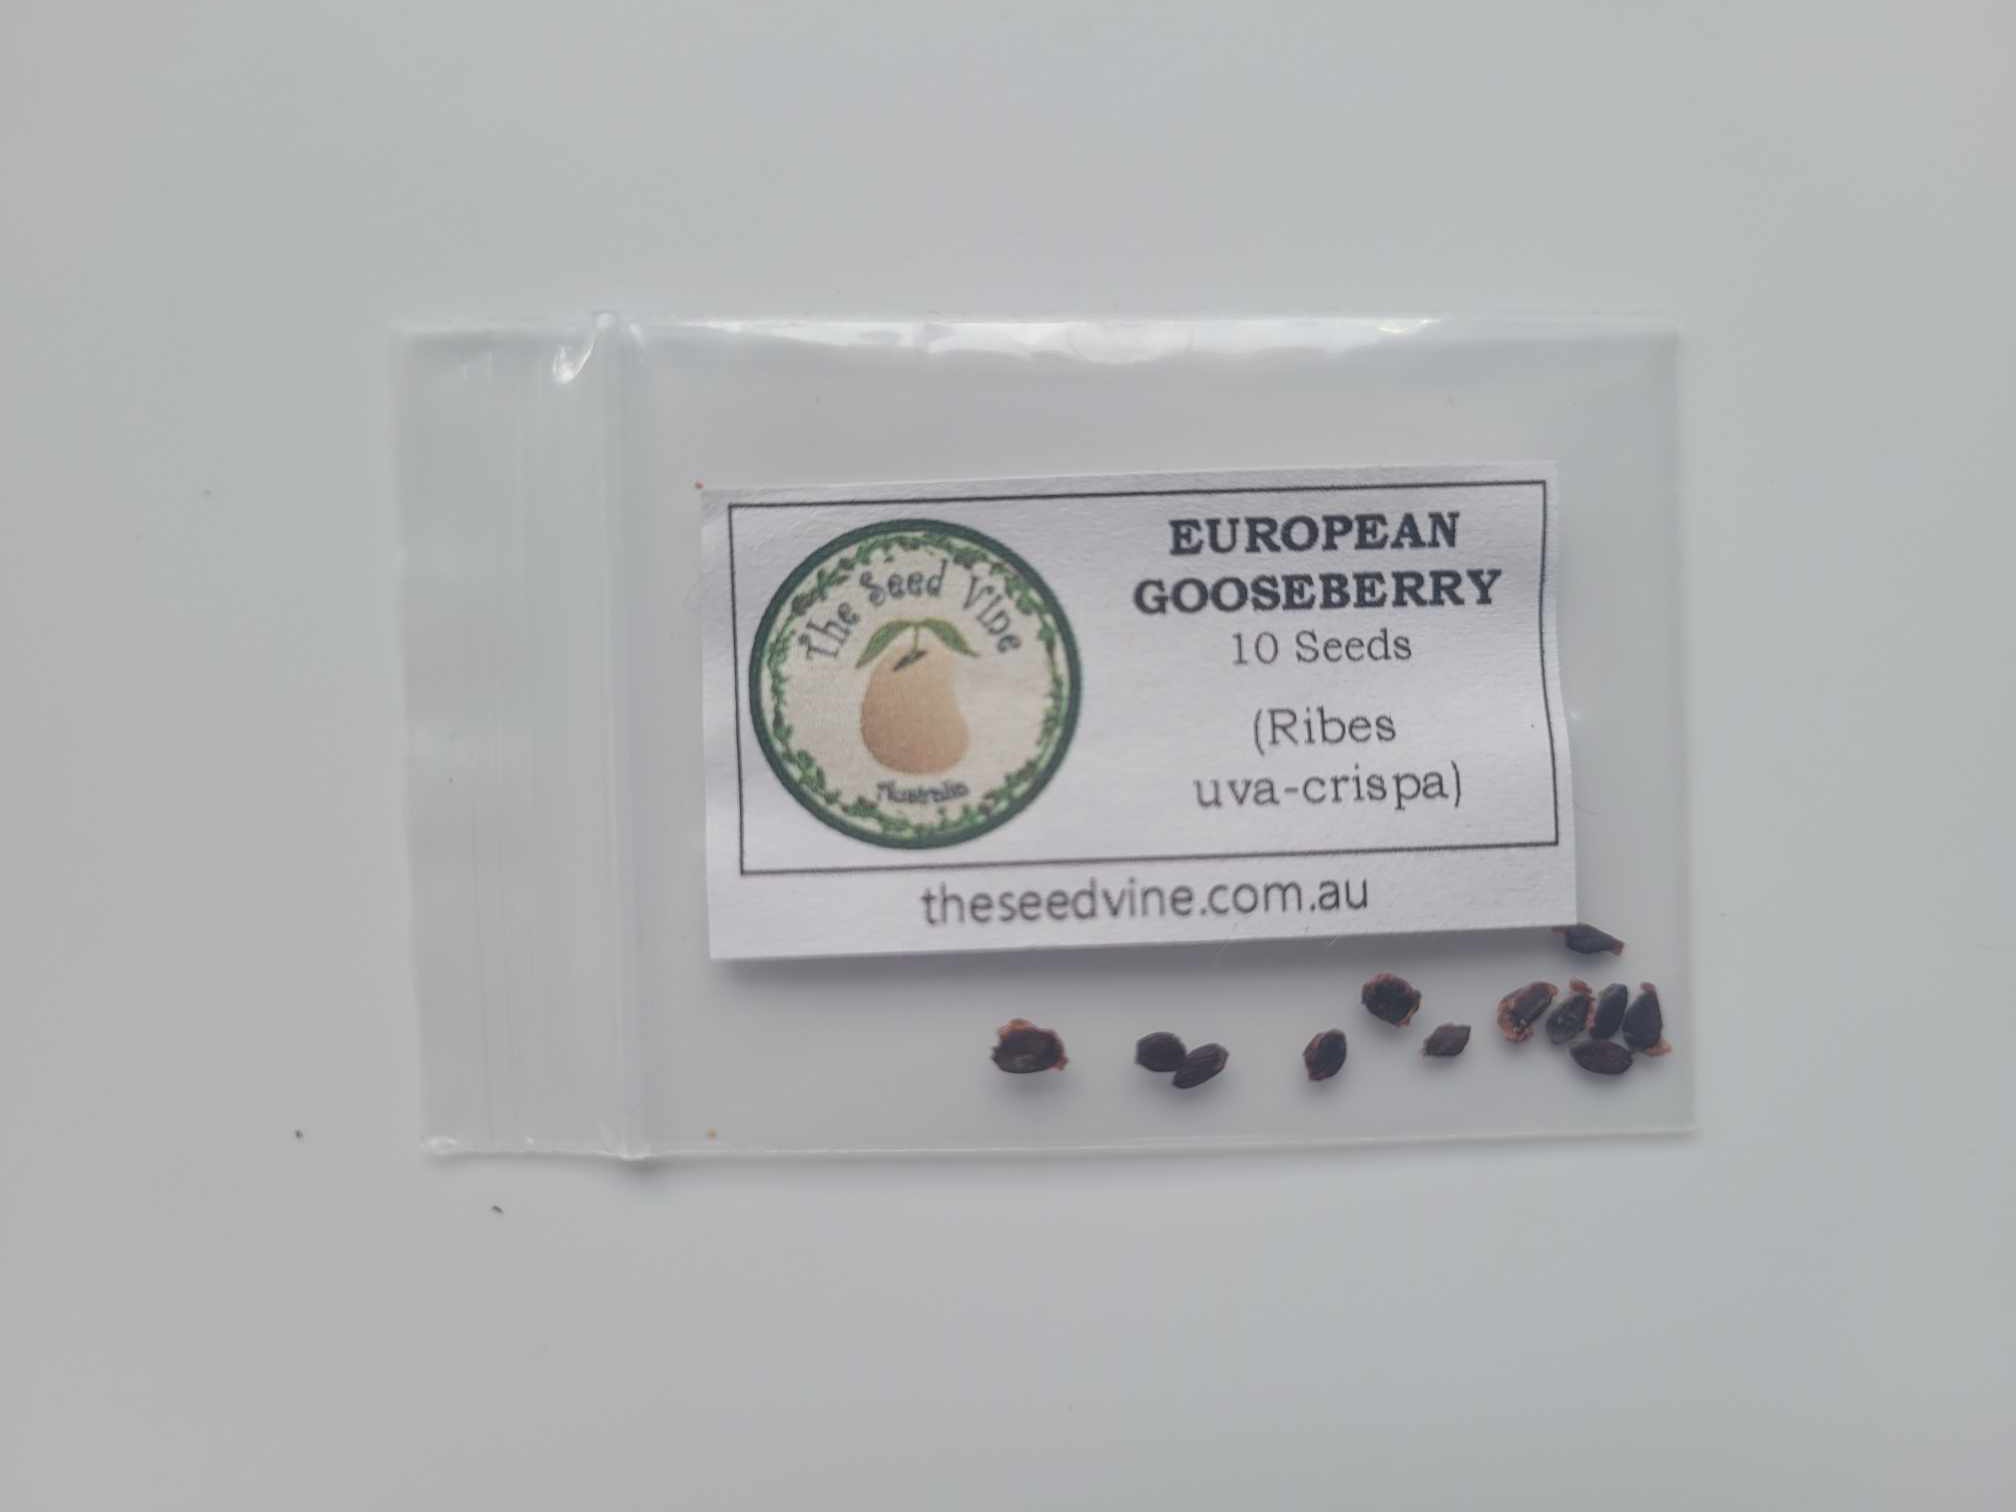 The Seed Vine
Australia
EUROPEAN
GOOSEBERRY
10 Seeds
(Ribes
uva-crispa)
theseedvine.com.au